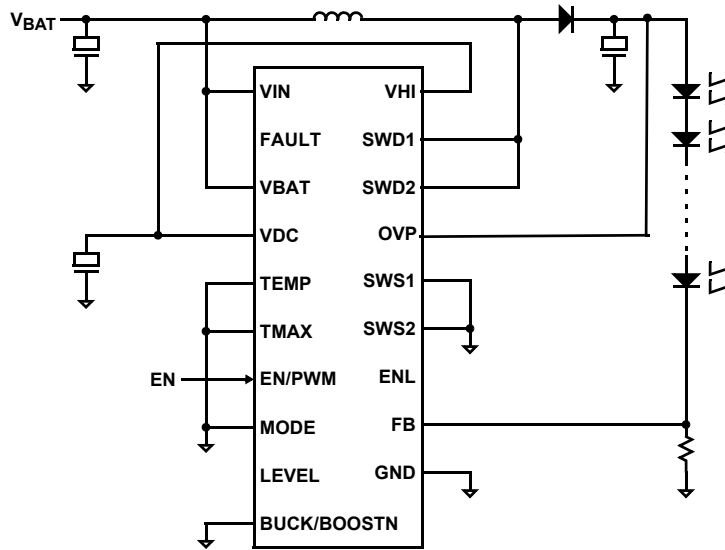 VBAT
VIN VHI
FAULT SWD1
VBAT SWD2
VDC OVP
TEMP SWS1
TMAX SWS2
EN EN/PWM ENL
MODE FB
LEVEL GND
BUCK/BOOSTN